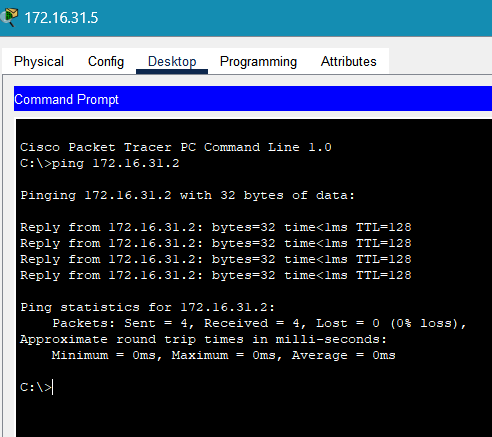 172.16.31.5
Physical Config Desktop Programming Attributes
Command Prompt
Cisco Packet Tracer PC Command Line 1.0
C:\>ping 172.16.31.2
Pinging 172.16.31.2 with 32 bytes of data:
Reply from 172.16.31.2: bytes=32 time<1ms TTL=128
Reply from 172.16.31.2: bytes=32 time<1ms TTL=128
Reply from 172.16.31.2: bytes=32 time<1ms TTL=128
Reply from 172.16.31.2: bytes=32 time<1ms TTL=128
Ping statistics for 172.16.31.2:
Packets: Sent = 4, Received = 4, Lost = 0 (0% loss),
Approximate round trip times in milli-seconds:
Minimum = 0ms, Maximum = 0ms, Average = 0ms
C:\>